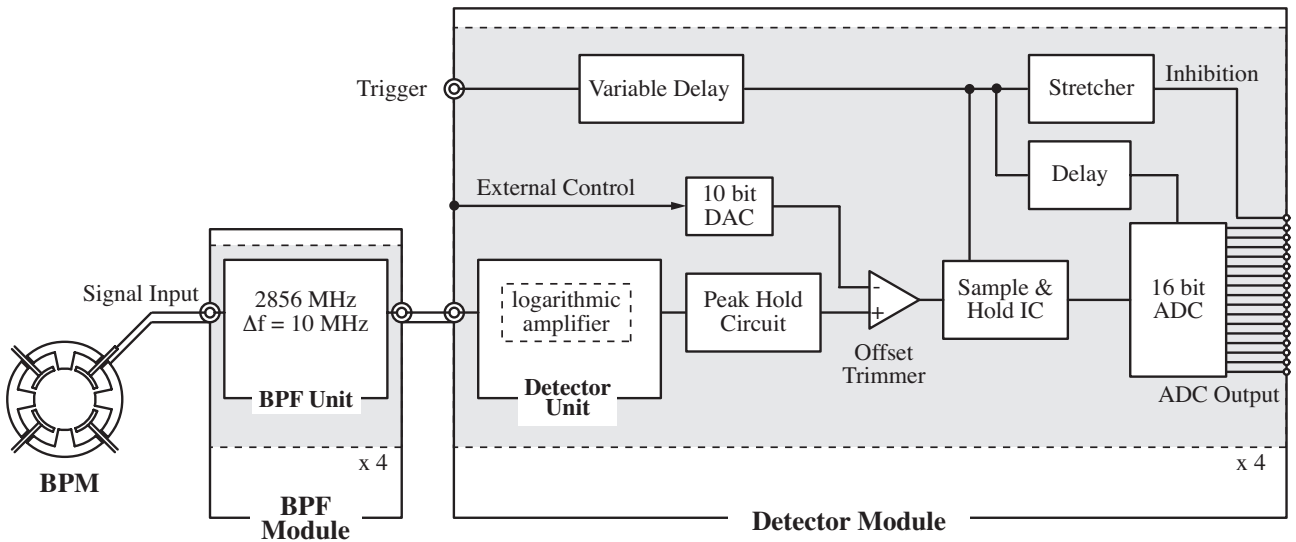 Trigger
Variable Delay
Stretcher
Inhibition
Delay
External Control
10 bit
DAC
Signal Input
2856 MHz
Δf = 10 MHz
BPF Unit
logarithmic
amplifier
Detector
Unit
Peak Hold
Circuit
-
+
Offset
Trimmer
Sample &
Hold IC
16 bit
ADC
ADC Output
BPM
x 4
BPF
Module
x 4
Detector Module